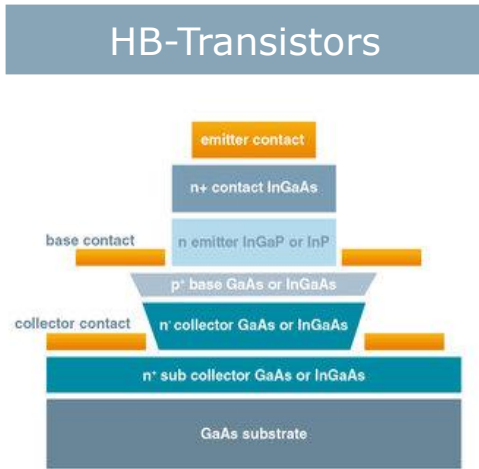 HB-Transistors
emitter contact
n+ contact InGaAs
base contact
n emitter InGaP or InP
p⁺ base GaAs or InGaAs
collector contact
n⁻ collector GaAs or InGaAs
n⁺ sub collector GaAs or InGaAs
GaAs substrate